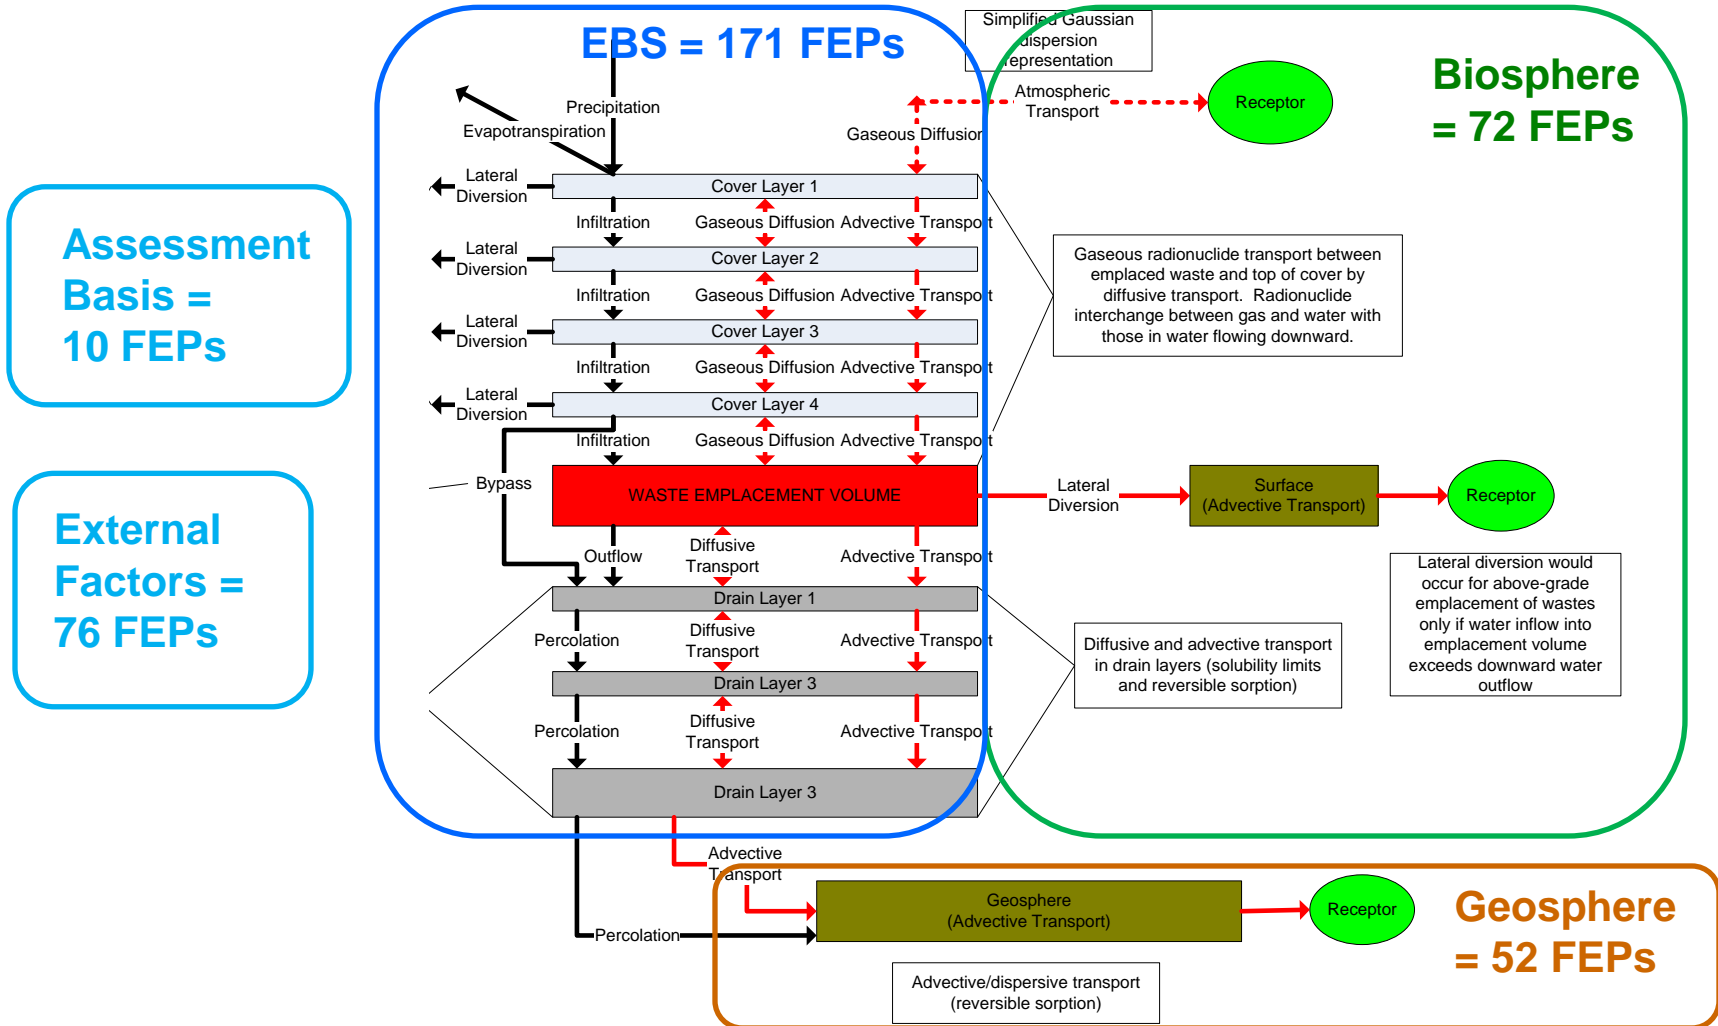 EBS = 171 FEPs
Simplified Gaussian
dispersion
representation
Biosphere
= 72 FEPs
Precipitation
Evapotranspiration
Atmospheric
Transport
Receptor
Gaseous Diffusion
Lateral
Diversion
Cover Layer 1
Infiltration
Gaseous Diffusion
Advective Transport
Assessment
Basis =
10 FEPs
Lateral
Diversion
Cover Layer 2
Gaseous radionuclide transport between
emplaced waste and top of cover by
diffusive transport. Radionuclide
interchange between gas and water with
those in water flowing downward.
Infiltration
Gaseous Diffusion
Advective Transport
Lateral
Diversion
Cover Layer 3
Infiltration
Gaseous Diffusion
Advective Transport
Lateral
Diversion
Cover Layer 4
Infiltration
Gaseous Diffusion
Advective Transport
Bypass
WASTE EMPLACEMENT VOLUME
Lateral
Diversion
Surface
(Advective Transport)
Receptor
External
Factors =
76 FEPs
Outflow
Diffusive
Transport
Advective Transport
Lateral diversion would
occur for above-grade
emplacement of wastes
only if water inflow into
emplacement volume
exceeds downward water
outflow
Drain Layer 1
Percolation
Diffusive
Transport
Advective Transport
Diffusive and advective transport
in drain layers (solubility limits
and reversible sorption)
Drain Layer 3
Percolation
Diffusive
Transport
Advective Transport
Drain Layer 3
Advective
Transport
Geosphere
(Advective Transport)
Receptor
Geosphere
= 52 FEPs
Percolation
Advective/dispersive transport
(reversible sorption)